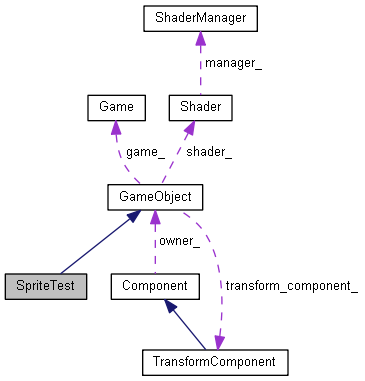 ShaderManager
manager_
Game
Shader
game_
shader_
GameObject
owner_
SpriteTest
Component
transform_component_
TransformComponent